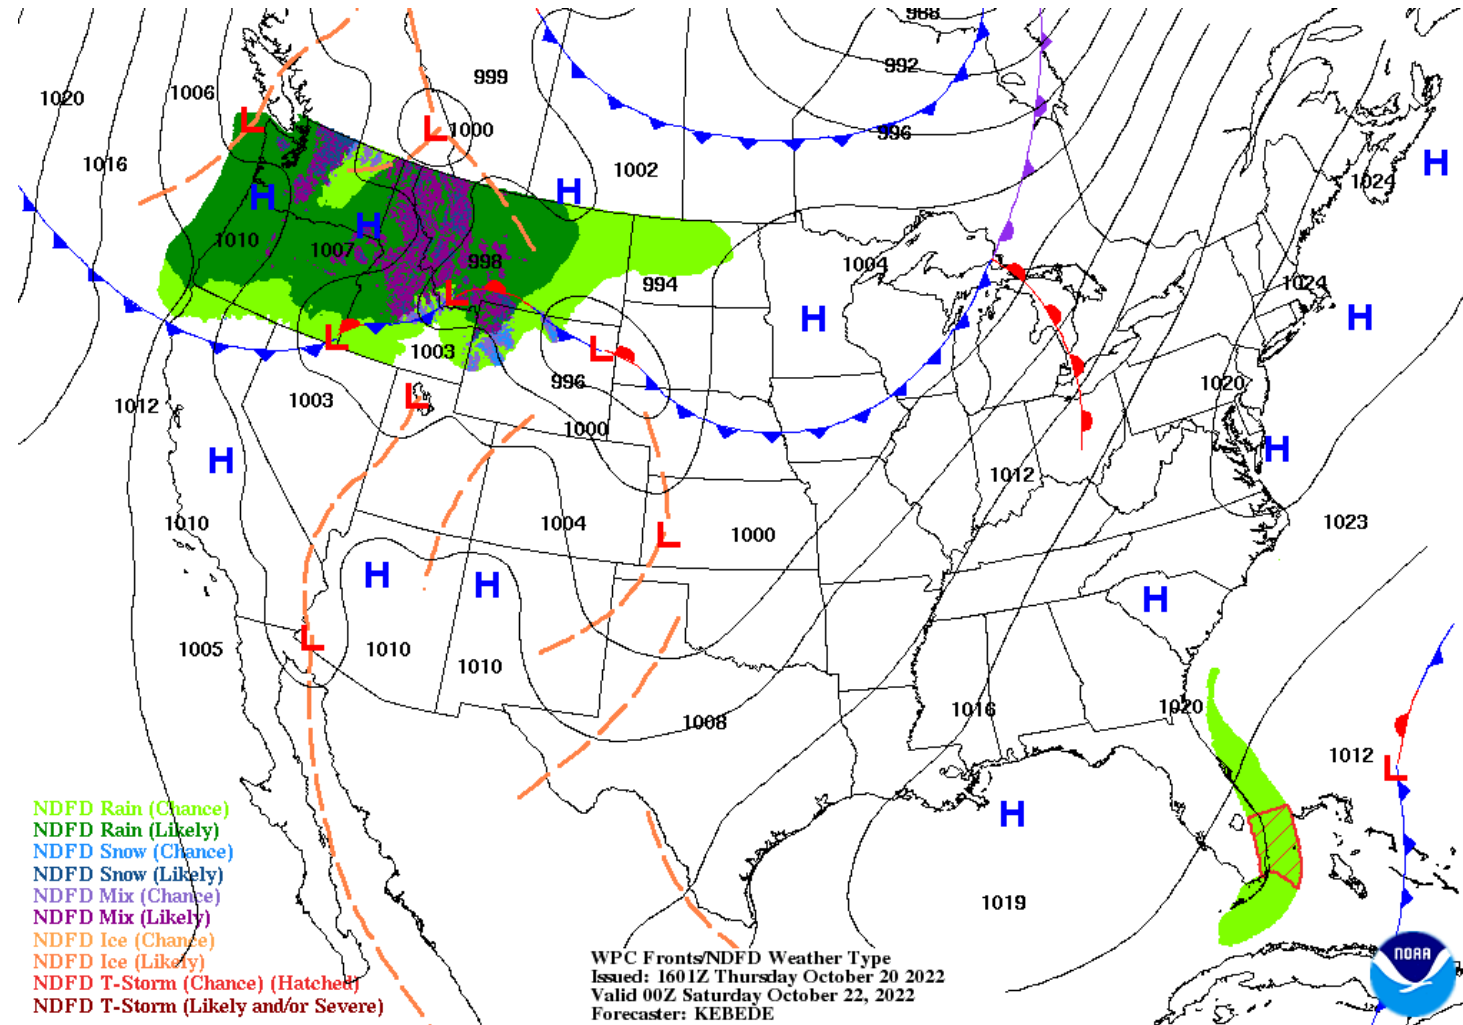 988
992
999
1006
1020
1000
996
1016
1002
1024
H
H
L
L
H
H
H
1010
1007
998
1004
994
1024
L
H
H
L
1003
L
996
1020
L
1003
1012
1000
H
H
1012
1010
1004
1000
L
1023
H
H
H
L
1005
1010
1010
1008
1016
1020
1012
L
H
1019
NDFD Rain (Chance)
NDFD Rain (Likely)
NDFD Snow (Chance)
NDFD Snow (Likely)
NDFD Mix (Chance)
NDFD Mix (Likely)
NDFD Ice (Chance)
NDFD Ice (Likely)
NDFD T-Storm (Chance) (Hatched)
NDFD T-Storm (Likely and/or Severe)
WPC Fronts/NDFD Weather Type
Issued: 1601Z Thursday October 20 2022
Valid 00Z Saturday October 22, 2022
Forecaster: KEBEDE
NOAA